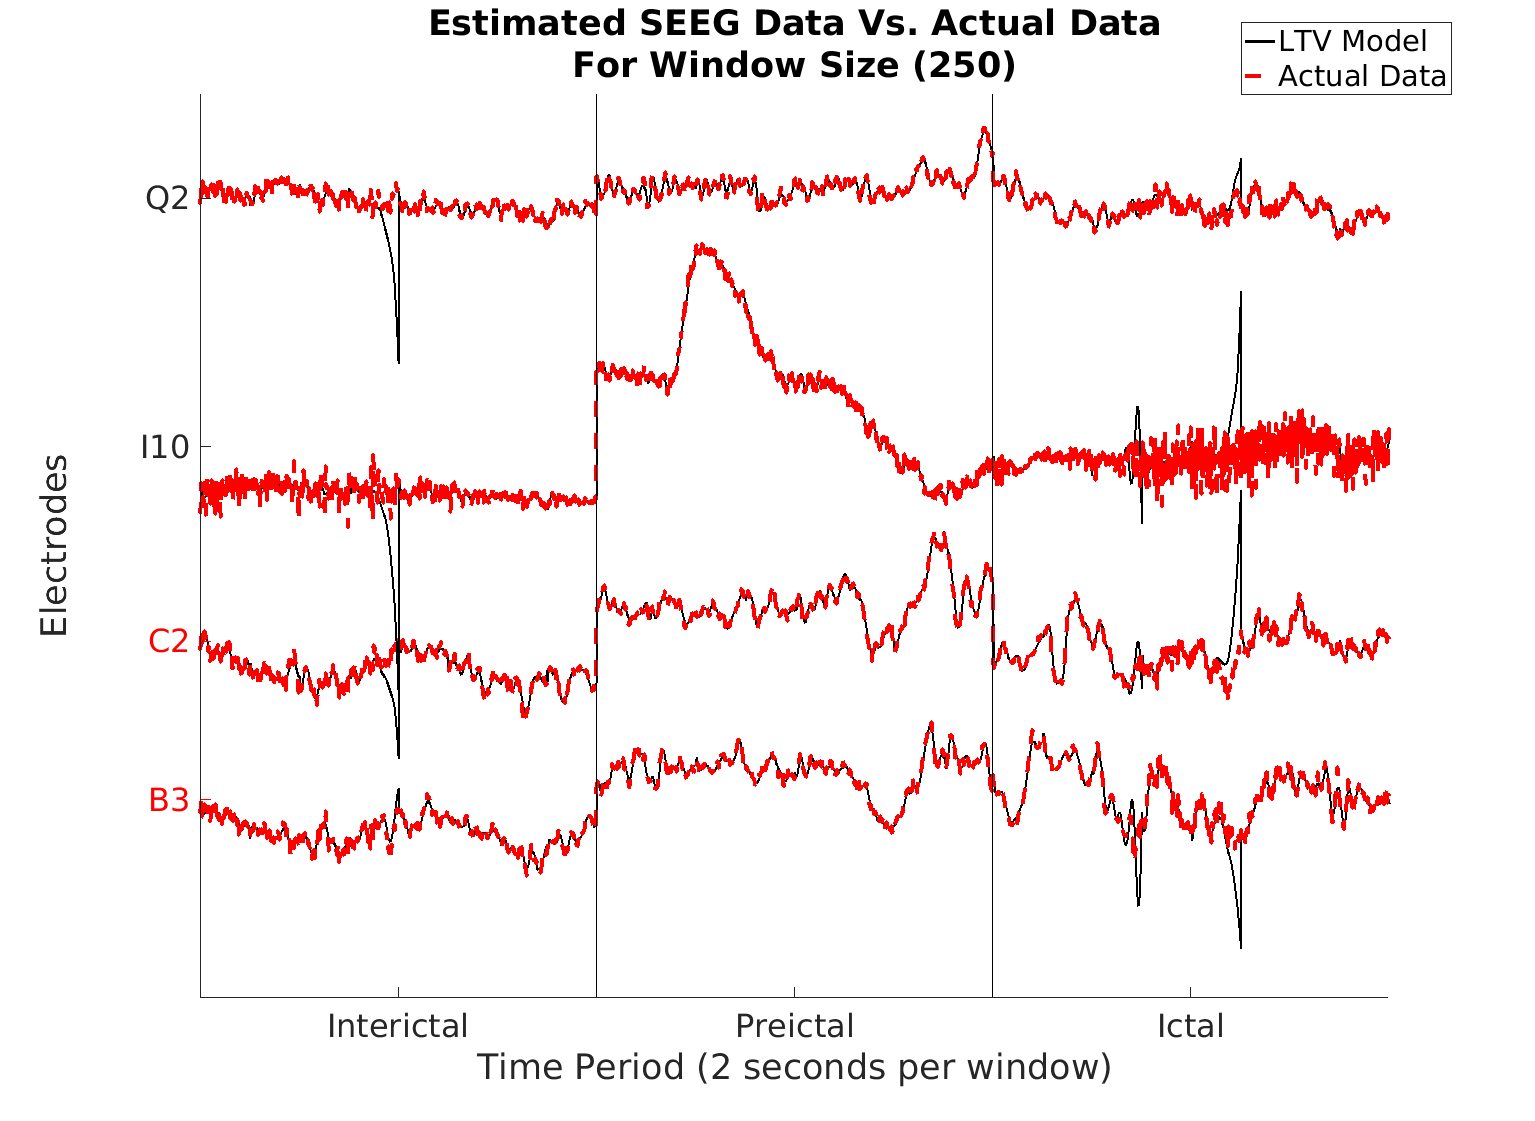 Estimated SEEG Data Vs. Actual Data
For Window Size (250)
LTV Model
Actual Data
Electrodes
Q2
I10
C2
B3
Interictal
Preictal
Ictal
Time Period (2 seconds per window)